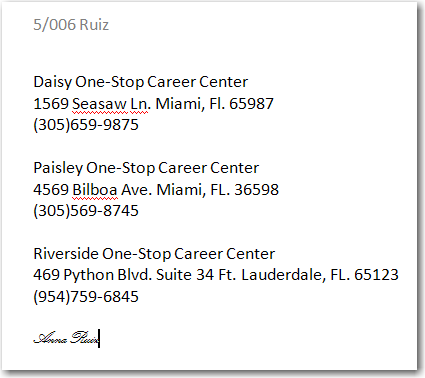 5/006 Ruiz
Daisy One-Stop Career Center
1569 Seasaw Ln. Miami, Fl. 65987
(305)659-9875
Paisley One-Stop Career Center
4569 Bilboa Ave. Miami, FL. 36598
(305)569-8745
Riverside One-Stop Career Center
469 Python Blvd. Suite 34 Ft. Lauderdale, FL. 65123
(954)759-6845
Anna Ruiz